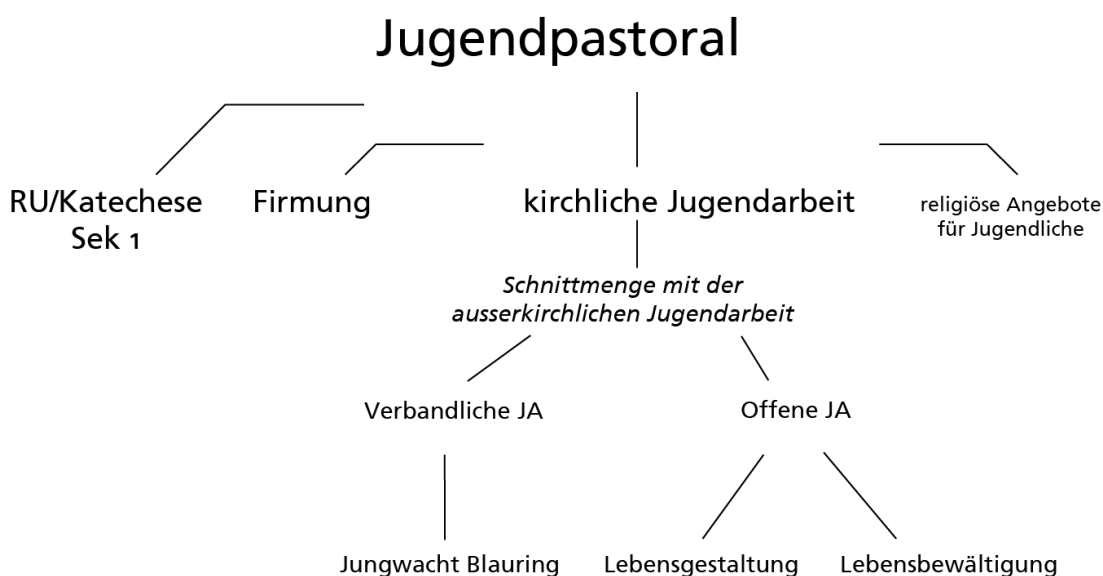 Jugendpastoral
RU/Katechese
Sek 1
Firmung
kirchliche Jugendarbeit
religiöse Angebote
für Jugendliche
Schnittmenge mit der
ausserkirchlichen Jugendarbeit
Verbandliche JA
Offene JA
Jungwacht Blauring
Lebensgestaltung
Lebensbewältigung